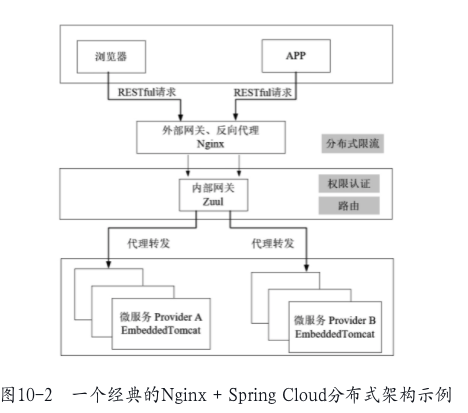 浏览器
APP
RESTful请求
RESTful请求
外部网关、反向代理
Nginx
分布式限流
内部网关
Zuul
权限认证
路由
代理转发
代理转发
微服务 Provider A
EmbeddedTomcat
微服务 Provider B
EmbeddedTomcat
图10-2 一个经典的Nginx + Spring Cloud分布式架构示例